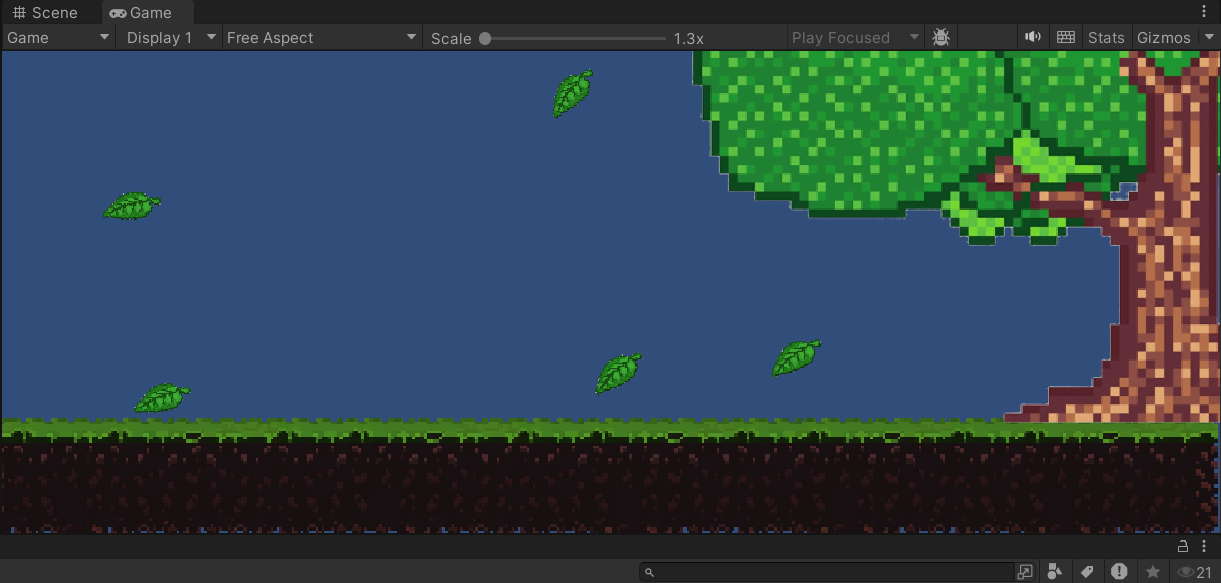 Scene Game
Game Display 1 Free Aspect Scale 1.3x Play Focused Stats Gizmos
21